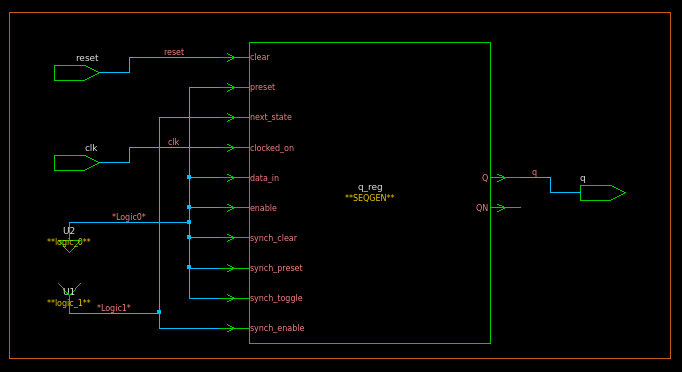 reset
reset
clear
preset
next_state
clk
clk
clocked_on
data_in
Q
q
q
q_reg
**SEQGEN**
enable
QN
*Logic0*
U2
**logic_0**
synch_clear
synch_preset
U1
**logic_1**
synch_toggle
*Logic1*
synch_enable